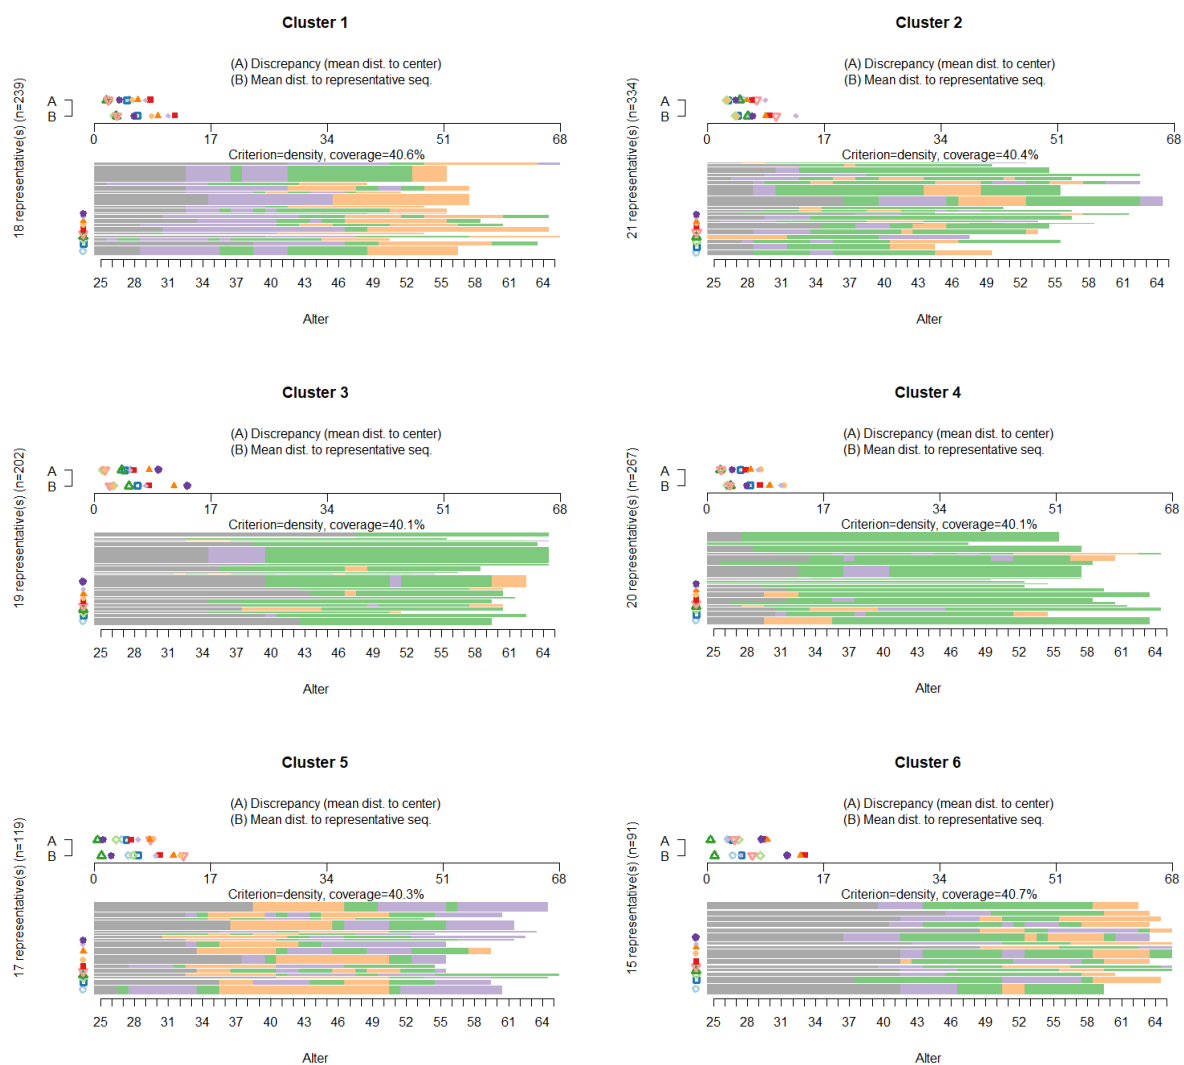 Cluster 1
(A) Discrepancy (mean dist. to center)
(B) Mean dist. to representative seq.
18 representative(s) (n=239)
A
B
0 17 34 51 68
Criterion=density, coverage=40.6%
25 28 31 34 37 40 43 46 49 52 55 58 61 64
Alter
Cluster 2
(A) Discrepancy (mean dist. to center)
(B) Mean dist. to representative seq.
21 representative(s) (n=334)
A
B
0 17 34 51 68
Criterion=density, coverage=40.4%
25 28 31 34 37 40 43 46 49 52 55 58 61 64
Alter
Cluster 3
(A) Discrepancy (mean dist. to center)
(B) Mean dist. to representative seq.
19 representative(s) (n=202)
A
B
0 17 34 51 68
Criterion=density, coverage=40.1%
25 28 31 34 37 40 43 46 49 52 55 58 61 64
Alter
Cluster 4
(A) Discrepancy (mean dist. to center)
(B) Mean dist. to representative seq.
20 representative(s) (n=267)
A
B
0 17 34 51 68
Criterion=density, coverage=40.1%
25 28 31 34 37 40 43 46 49 52 55 58 61 64
Alter
Cluster 5
(A) Discrepancy (mean dist. to center)
(B) Mean dist. to representative seq.
17 representative(s) (n=119)
A
B
0 17 34 51 68
Criterion=density, coverage=40.3%
25 28 31 34 37 40 43 46 49 52 55 58 61 64
Alter
Cluster 6
(A) Discrepancy (mean dist. to center)
(B) Mean dist. to representative seq.
15 representative(s) (n=91)
A
B
0 17 34 51 68
Criterion=density, coverage=40.7%
25 28 31 34 37 40 43 46 49 52 55 58 61 64
Alter